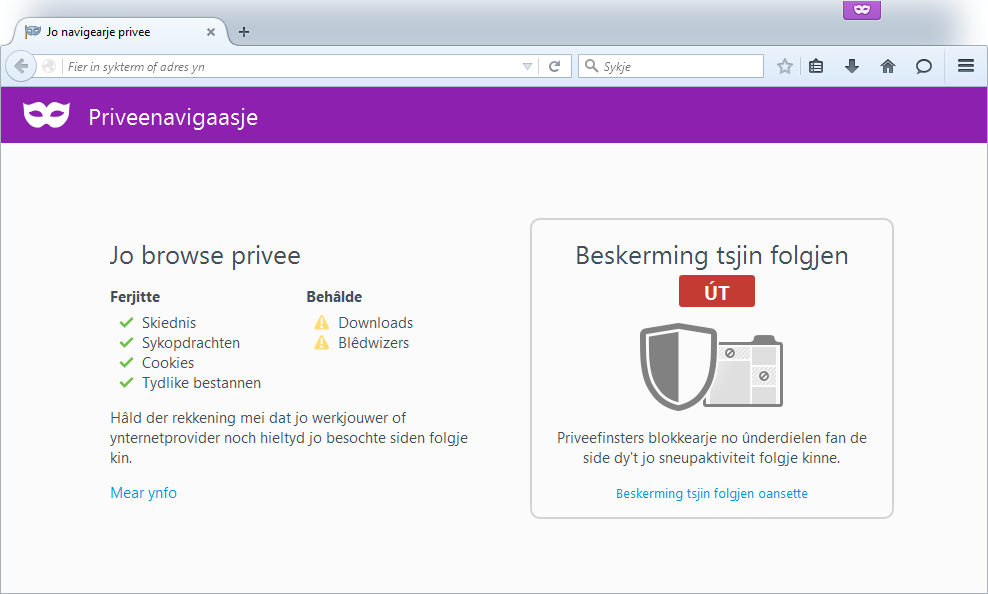 Jo navigearje privee
Fier in sykterm of adres yn
Sykje
Priveenavigaasje
Jo browse privee
Ferjitte
Skiednis
Sykopdrachten
Cookies
Tydlike bestannen
Behâlde
Downloads
Blêdwizers
Hâld der rekkening mei dat jo werkjouwer of
ynternetprovider noch hieltyd jo besochte siden folgje
kin.
Mear ynfo
Beskerming tsjin folgjen
ÚT
Priveefinsters blokkearje no ûnderdielen fan de
side dy't jo sneupaktiviteit folgje kinne.
Beskerming tsjin folgjen oansette